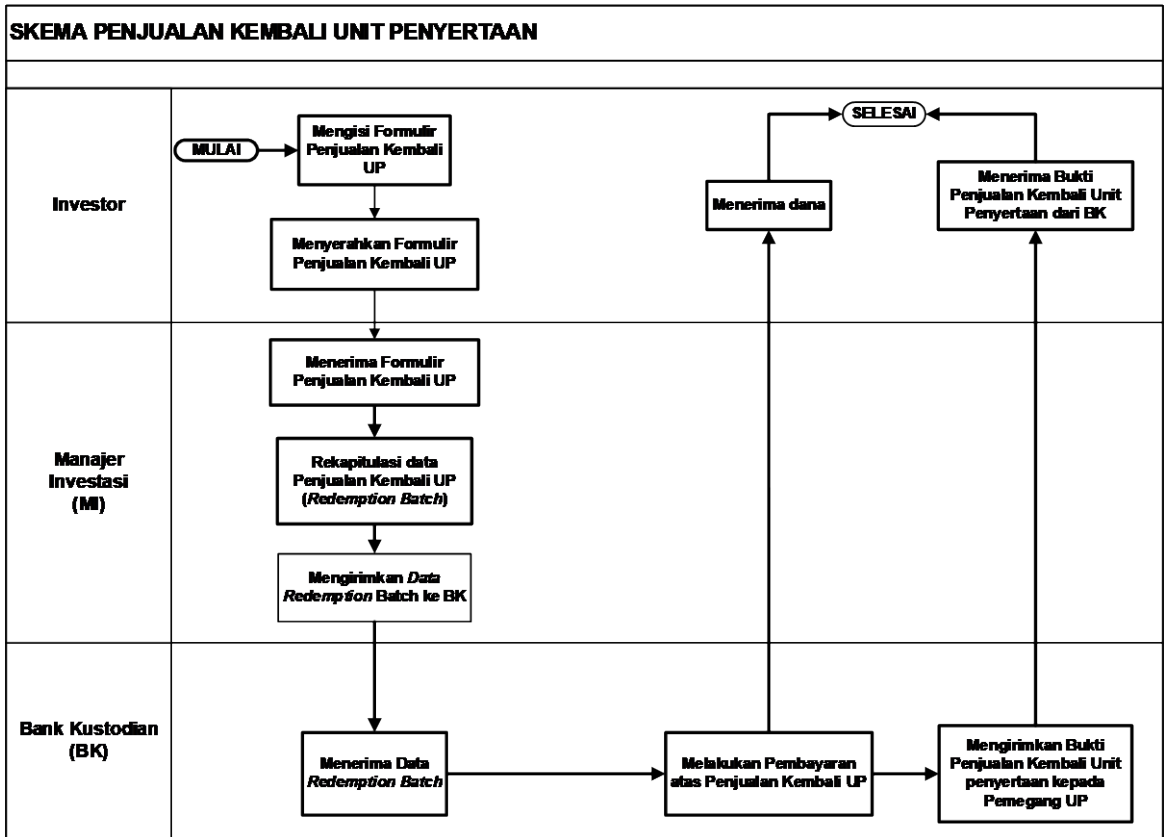 SKEMA PENJUALAN KEMBALI UNIT PENYERTAAN
Investor
MULAI
Mengisi Formulir
Penjualan Kembali
UP
Menyerahkan Formulir
Penjualan Kembali UP
SELESAI
Menerima dana
Menerima Bukti
Penjualan Kembali Unit
Penyertaan dari BK
Manajer
Investasi
(MI)
Menerima Formulir
Penjualan Kembali UP
Rekapitulasi data
Penjualan Kembali UP
(Redemption Batch)
Mengirimkan Data
Redemption Batch ke BK
Bank Kustodian
(BK)
Menerima Data
Redemption Batch
Melakukan Pembayaran
atas Penjualan Kembali UP
Mengirimkan Bukti
Penjualan Kembali Unit
penyertaan kepada
Pemegang UP